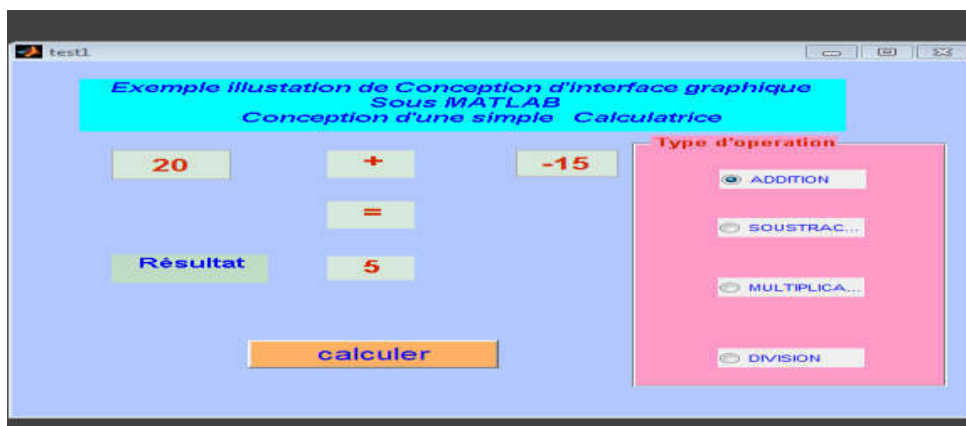 test1
Exemple illustation de Conception d'interface graphique
Sous MATLAB
Conception d'une simple Calculatrice
Type d'operation
20 + -15
ADDITION
=
SOUSTRAC...
Résultat 5
MULTIPLICA...
calculer
DIVISION